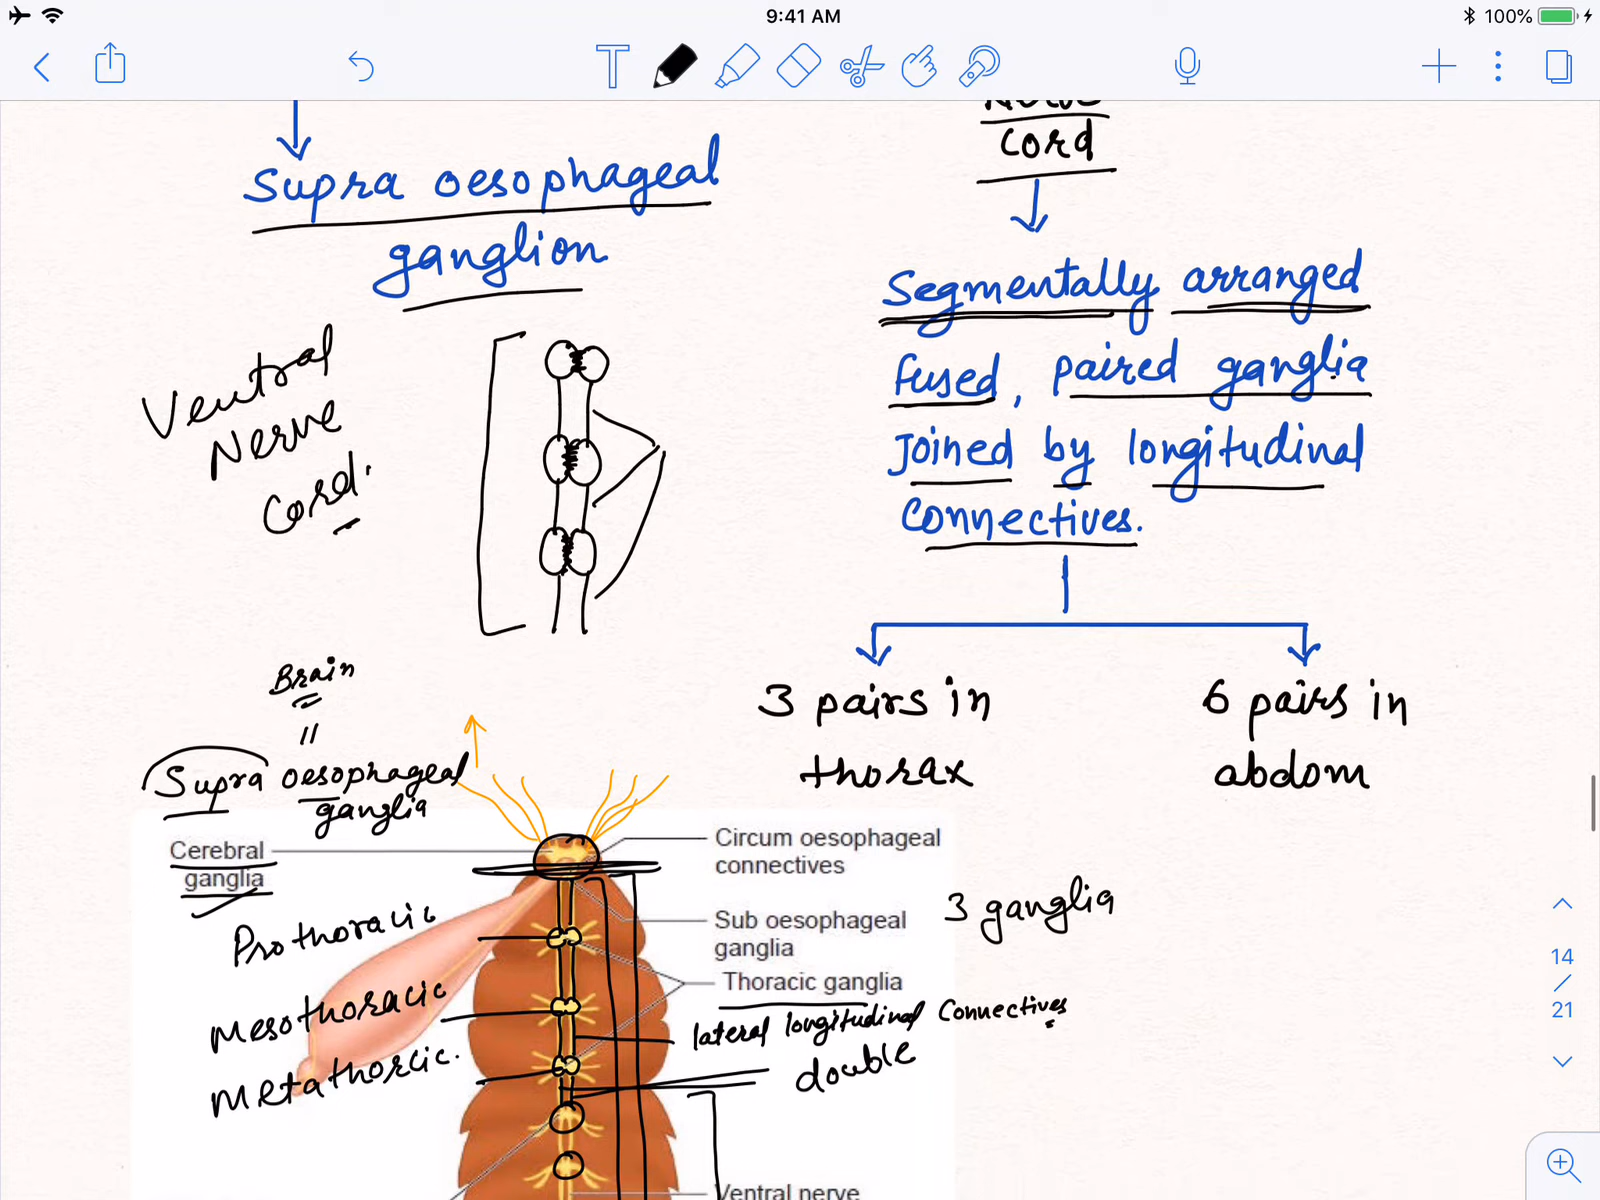 9:41 AM
100%
Supra oesophageal
ganglion
Nerve
cord
Segmentally arranged
fused, paired ganglia
Joined by longitudinal
Connectives.
3 pairs in
thorax
6 pairs in
abdom
Ventral
Nerve
Cord.
Brain
Supra oesophageal
ganglia
Cerebral
ganglia
Prothoracic
Mesothoracic
Metathorcic.
Circum oesophageal
connectives
Sub oesophageal
ganglia
3 ganglia
Thoracic ganglia
lateral longitudinal Connectives
double
Ventral nerve
14
/
21